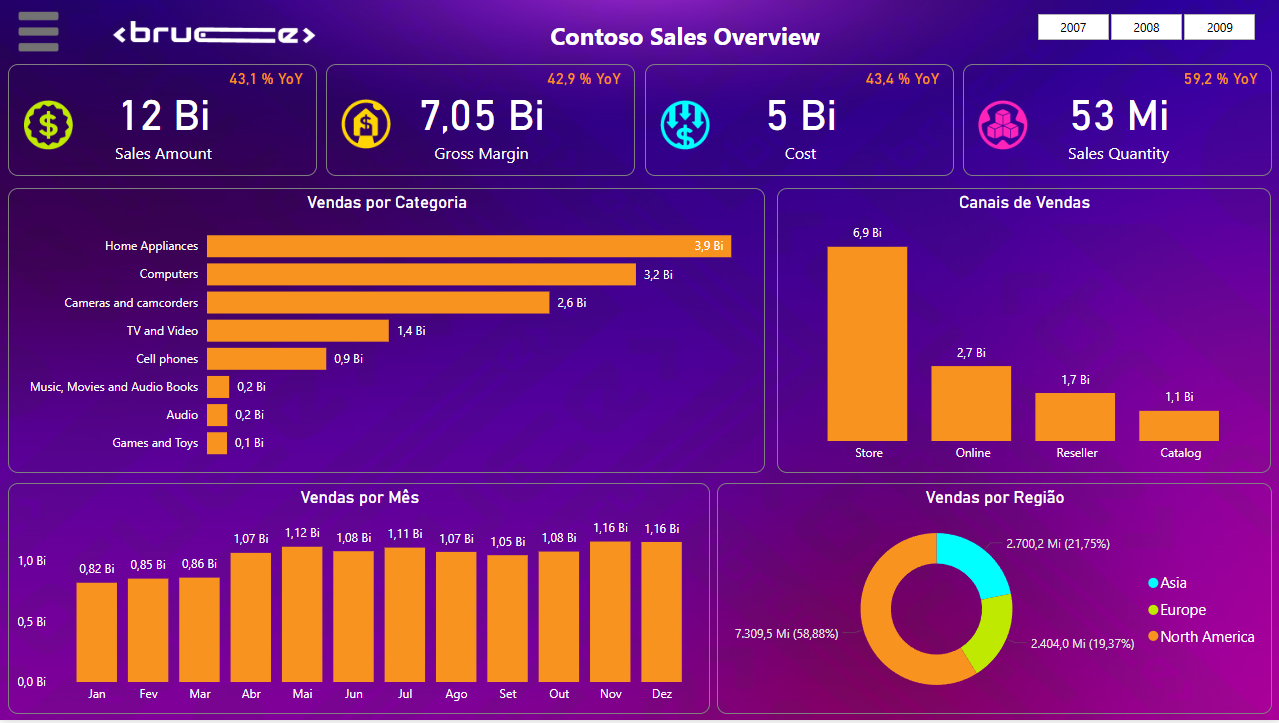 <brucce>
Contoso Sales Overview
2007 2008 2009
43,1 % YoY
12 Bi
Sales Amount
42,9 % YoY
7,05 Bi
Gross Margin
43,4 % YoY
5 Bi
Cost
59,2 % YoY
53 Mi
Sales Quantity
Vendas por Categoria
Home Appliances 3,9 Bi
Computers 3,2 Bi
Cameras and camcorders 2,6 Bi
TV and Video 1,4 Bi
Cell phones 0,9 Bi
Music, Movies and Audio Books 0,2 Bi
Audio 0,2 Bi
Games and Toys 0,1 Bi
Canais de Vendas
6,9 Bi 2,7 Bi 1,7 Bi 1,1 Bi
Store Online Reseller Catalog
Vendas por Mês
1,0 Bi
0,5 Bi
0,0 Bi
0,82 Bi 0,85 Bi 0,86 Bi 1,07 Bi 1,12 Bi 1,08 Bi 1,11 Bi 1,07 Bi 1,05 Bi 1,08 Bi 1,16 Bi 1,16 Bi
Jan Fev Mar Abr Mai Jun Jul Ago Set Out Nov Dez
Vendas por Região
2.700,2 Mi (21,75%)
7.309,5 Mi (58,88%)
2.404,0 Mi (19,37%)
Asia
Europe
North America